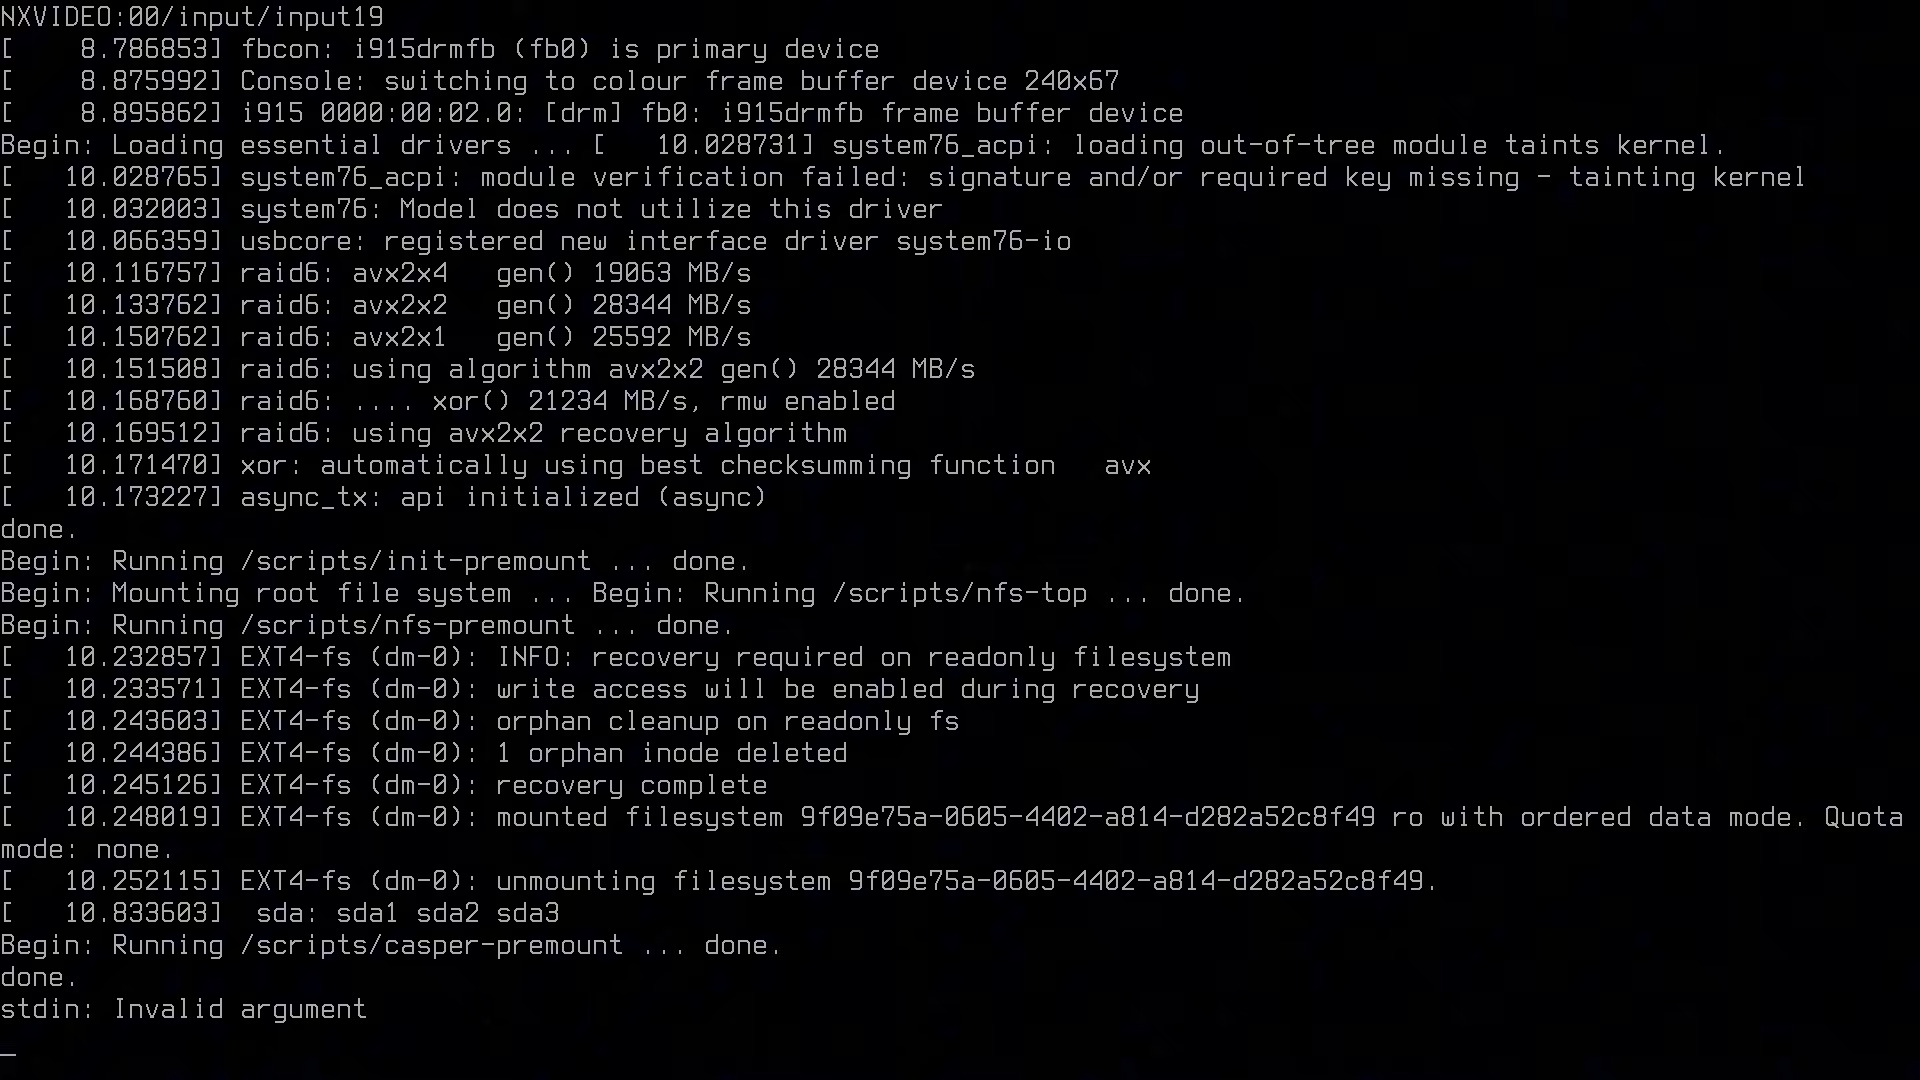 NXVIDEO:00/input/input19
[    8.786853] fbcon: i915drmfb (fb0) is primary device
[    8.875992] Console: switching to colour frame buffer device 240x67
[    8.895862] i915 0000:00:02.0: [drm] fb0: i915drmfb frame buffer device
Begin: Loading essential drivers ... [   10.028731] system76_acpi: loading out-of-tree module taints kernel.
[   10.028765] system76_acpi: module verification failed: signature and/or required key missing - tainting kernel
[   10.032003] system76: Model does not utilize this driver
[   10.066359] usbcore: registered new interface driver system76-io
[   10.116757] raid6: avx2x4   gen() 19063 MB/s
[   10.133762] raid6: avx2x2   gen() 28344 MB/s
[   10.150762] raid6: avx2x1   gen() 25592 MB/s
[   10.151508] raid6: using algorithm avx2x2 gen() 28344 MB/s
[   10.168760] raid6: .... xor() 21234 MB/s, rmw enabled
[   10.169512] raid6: using avx2x2 recovery algorithm
[   10.171470] xor: automatically using best checksumming function   avx
[   10.173227] async_tx: api initialized (async)
done.
Begin: Running /scripts/init-premount ... done.
Begin: Mounting root file system ... Begin: Running /scripts/nfs-top ... done.
Begin: Running /scripts/nfs-premount ... done.
[   10.232857] EXT4-fs (dm-0): INFO: recovery required on readonly filesystem
[   10.233571] EXT4-fs (dm-0): write access will be enabled during recovery
[   10.243603] EXT4-fs (dm-0): orphan cleanup on readonly fs
[   10.244386] EXT4-fs (dm-0): 1 orphan inode deleted
[   10.245126] EXT4-fs (dm-0): recovery complete
[   10.248019] EXT4-fs (dm-0): mounted filesystem 9f09e75a-0605-4402-a814-d282a52c8f49 ro with ordered data mode. Quota
mode: none.
[   10.252115] EXT4-fs (dm-0): unmounting filesystem 9f09e75a-0605-4402-a814-d282a52c8f49.
[   10.833603]  sda: sda1 sda2 sda3
Begin: Running /scripts/casper-premount ... done.
done.
stdin: Invalid argument